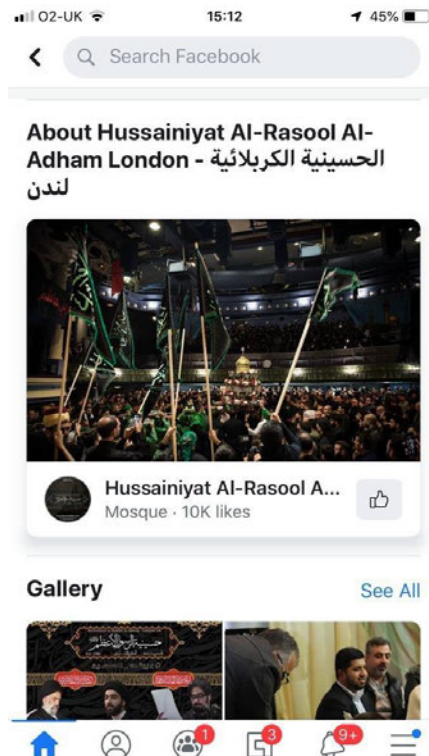 O2-UK 15:12 45%
Search Facebook
About Hussainiyat Al-Rasool Al-
Adham London - الحسينية الكربلائية
لندن
Hussainiyat Al-Rasool A...
Mosque · 10K likes
Gallery See All
1 3 9+